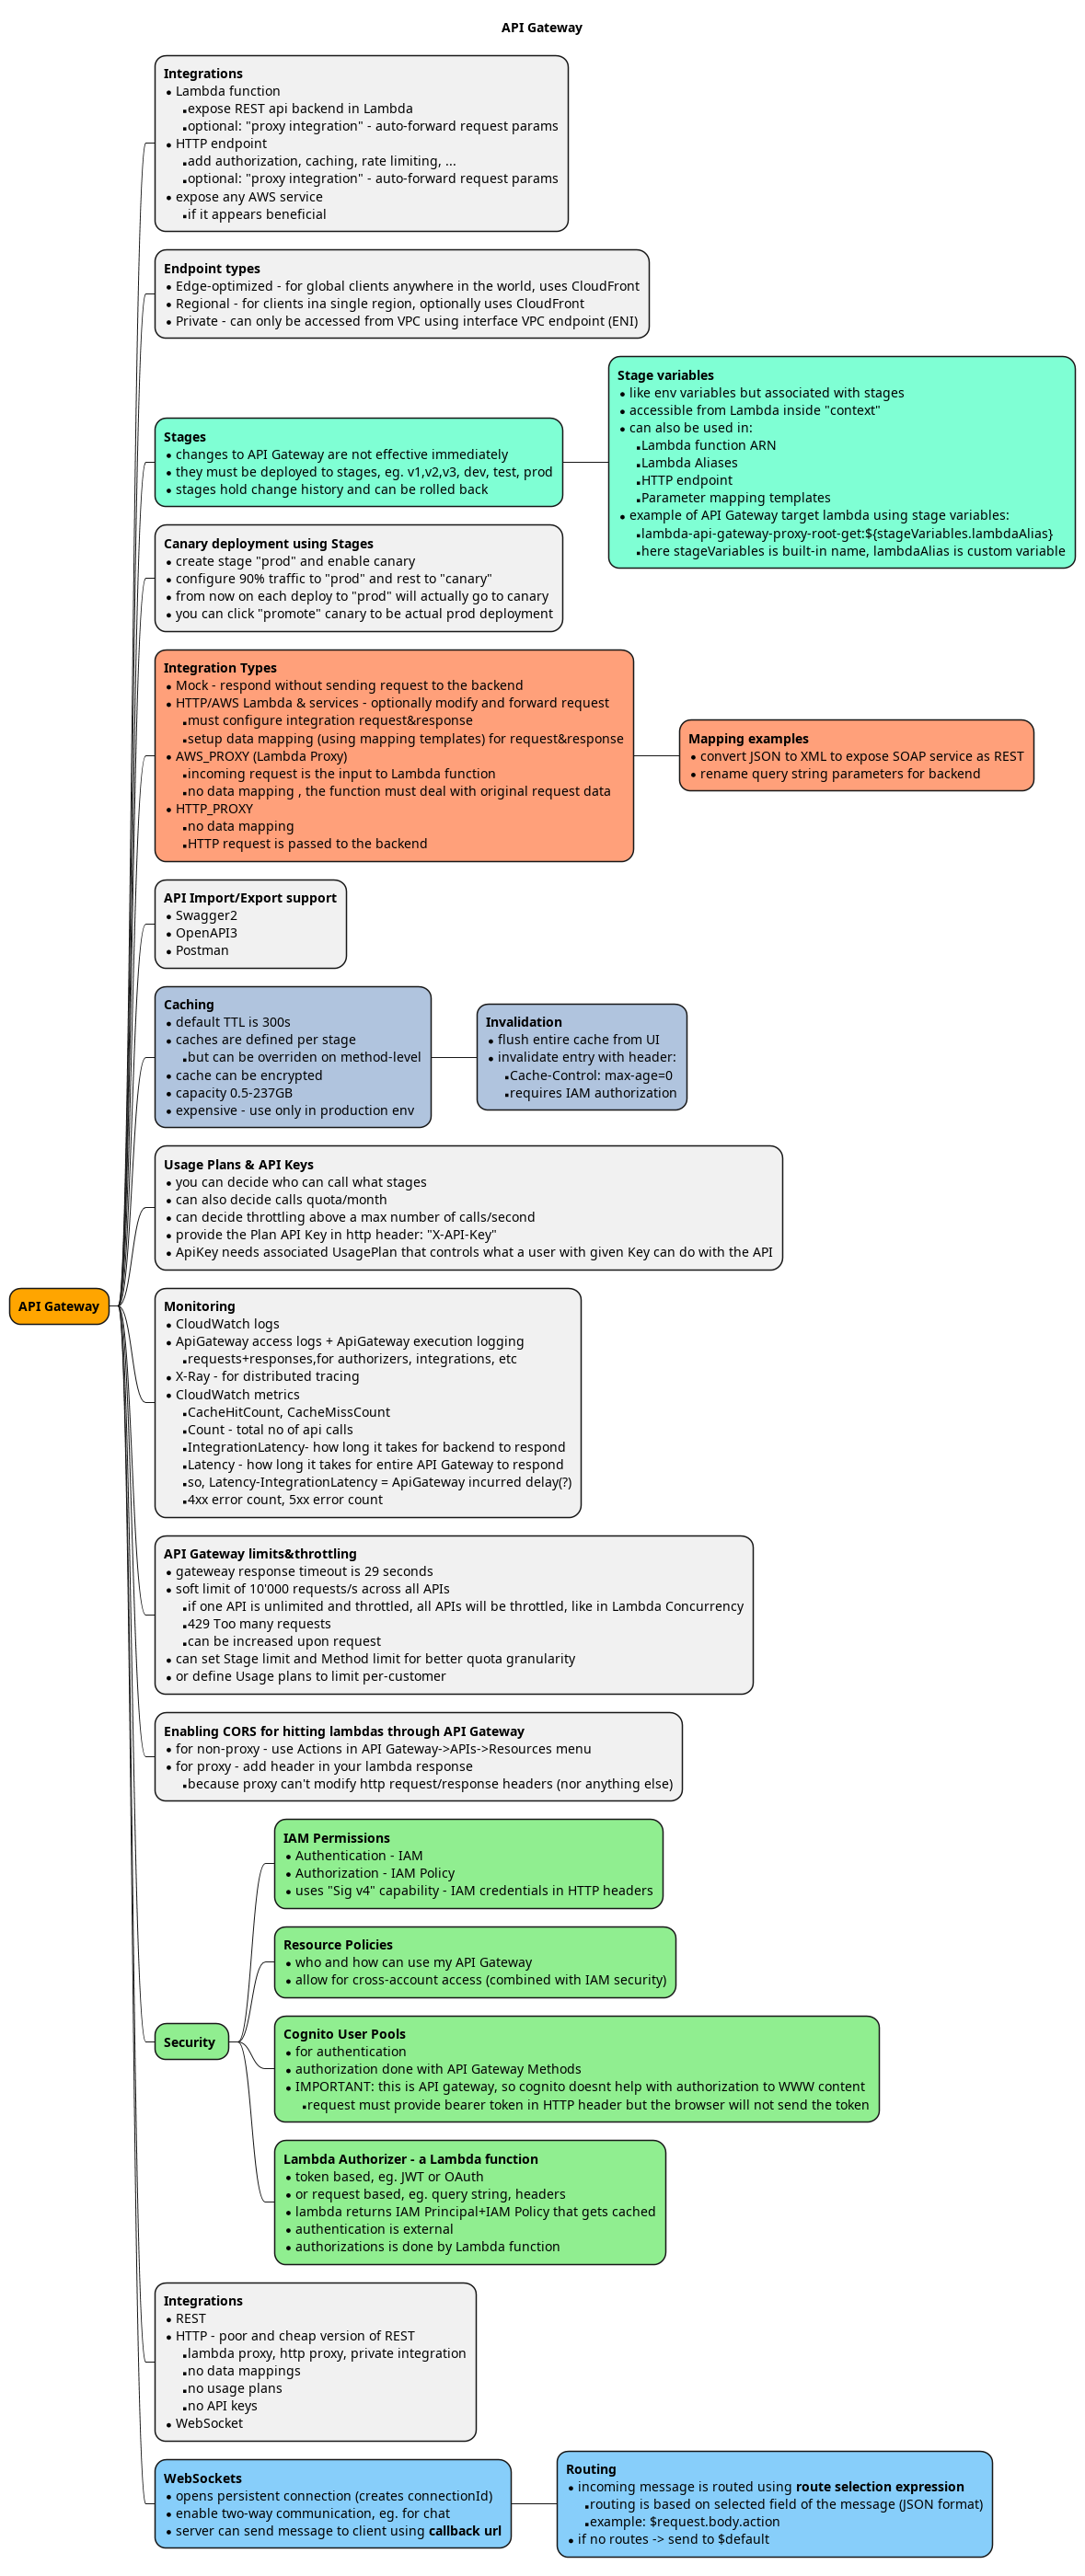 API Gateway
Integrations
• Lambda function
▪expose REST api backend in Lambda
▪optional: "proxy integration" - auto-forward request params
• HTTP endpoint
▪add authorization, caching, rate limiting, ...
▪optional: "proxy integration" - auto-forward request params
• expose any AWS service
▪if it appears beneficial
Endpoint types
• Edge-optimized - for global clients anywhere in the world, uses CloudFront
• Regional - for clients ina single region, optionally uses CloudFront
• Private - can only be accessed from VPC using interface VPC endpoint (ENI)
Stages
• changes to API Gateway are not effective immediately
• they must be deployed to stages, eg. v1,v2,v3, dev, test, prod
• stages hold change history and can be rolled back
Stage variables
• like env variables but associated with stages
• accessible from Lambda inside "context"
• can also be used in:
▪Lambda function ARN
▪Lambda Aliases
▪HTTP endpoint
▪Parameter mapping templates
• example of API Gateway target lambda using stage variables:
▪lambda-api-gateway-proxy-root-get:${stageVariables.lambdaAlias}
▪here stageVariables is built-in name, lambdaAlias is custom variable
Canary deployment using Stages
• create stage "prod" and enable canary
• configure 90% traffic to "prod" and rest to "canary"
• from now on each deploy to "prod" will actually go to canary
• you can click "promote" canary to be actual prod deployment
Integration Types
• Mock - respond without sending request to the backend
• HTTP/AWS Lambda & services - optionally modify and forward request
▪must configure integration request&response
▪setup data mapping (using mapping templates) for request&response
• AWS_PROXY (Lambda Proxy)
▪incoming request is the input to Lambda function
▪no data mapping , the function must deal with original request data
• HTTP_PROXY
▪no data mapping
▪HTTP request is passed to the backend
Mapping examples
• convert JSON to XML to expose SOAP service as REST
• rename query string parameters for backend
API Import/Export support
• Swagger2
• OpenAPI3
• Postman
Caching
• default TTL is 300s
• caches are defined per stage
▪but can be overriden on method-level
• cache can be encrypted
• capacity 0.5-237GB
• expensive - use only in production env
Invalidation
• flush entire cache from UI
• invalidate entry with header:
▪Cache-Control: max-age=0
▪requires IAM authorization
Usage Plans & API Keys
• you can decide who can call what stages
• can also decide calls quota/month
• can decide throttling above a max number of calls/second
• provide the Plan API Key in http header: "X-API-Key"
• ApiKey needs associated UsagePlan that controls what a user with given Key can do with the API
API Gateway
Monitoring
• CloudWatch logs
• ApiGateway access logs + ApiGateway execution logging
▪requests+responses,for authorizers, integrations, etc
• X-Ray - for distributed tracing
• CloudWatch metrics
▪CacheHitCount, CacheMissCount
▪Count - total no of api calls
▪IntegrationLatency- how long it takes for backend to respond
▪Latency - how long it takes for entire API Gateway to respond
▪so, Latency-IntegrationLatency = ApiGateway incurred delay(?)
▪4xx error count, 5xx error count
API Gateway limits&throttling
• gateweay response timeout is 29 seconds
• soft limit of 10'000 requests/s across all APIs
▪if one API is unlimited and throttled, all APIs will be throttled, like in Lambda Concurrency
▪429 Too many requests
▪can be increased upon request
• can set Stage limit and Method limit for better quota granularity
• or define Usage plans to limit per-customer
Enabling CORS for hitting lambdas through API Gateway
• for non-proxy - use Actions in API Gateway->APIs->Resources menu
• for proxy - add header in your lambda response
▪because proxy can't modify http request/response headers (nor anything else)
Security
IAM Permissions
• Authentication - IAM
• Authorization - IAM Policy
• uses "Sig v4" capability - IAM credentials in HTTP headers
Resource Policies
• who and how can use my API Gateway
• allow for cross-account access (combined with IAM security)
Cognito User Pools
• for authentication
• authorization done with API Gateway Methods
• IMPORTANT: this is API gateway, so cognito doesnt help with authorization to WWW content
▪request must provide bearer token in HTTP header but the browser will not send the token
Lambda Authorizer - a Lambda function
• token based, eg. JWT or OAuth
• or request based, eg. query string, headers
• lambda returns IAM Principal+IAM Policy that gets cached
• authentication is external
• authorizations is done by Lambda function
Integrations
• REST
• HTTP - poor and cheap version of REST
▪lambda proxy, http proxy, private integration
▪no data mappings
▪no usage plans
▪no API keys
• WebSocket
WebSockets
• opens persistent connection (creates connectionId)
• enable two-way communication, eg. for chat
• server can send message to client using callback url
Routing
• incoming message is routed using route selection expression
▪routing is based on selected field of the message (JSON format)
▪example: $request.body.action
• if no routes -> send to $default